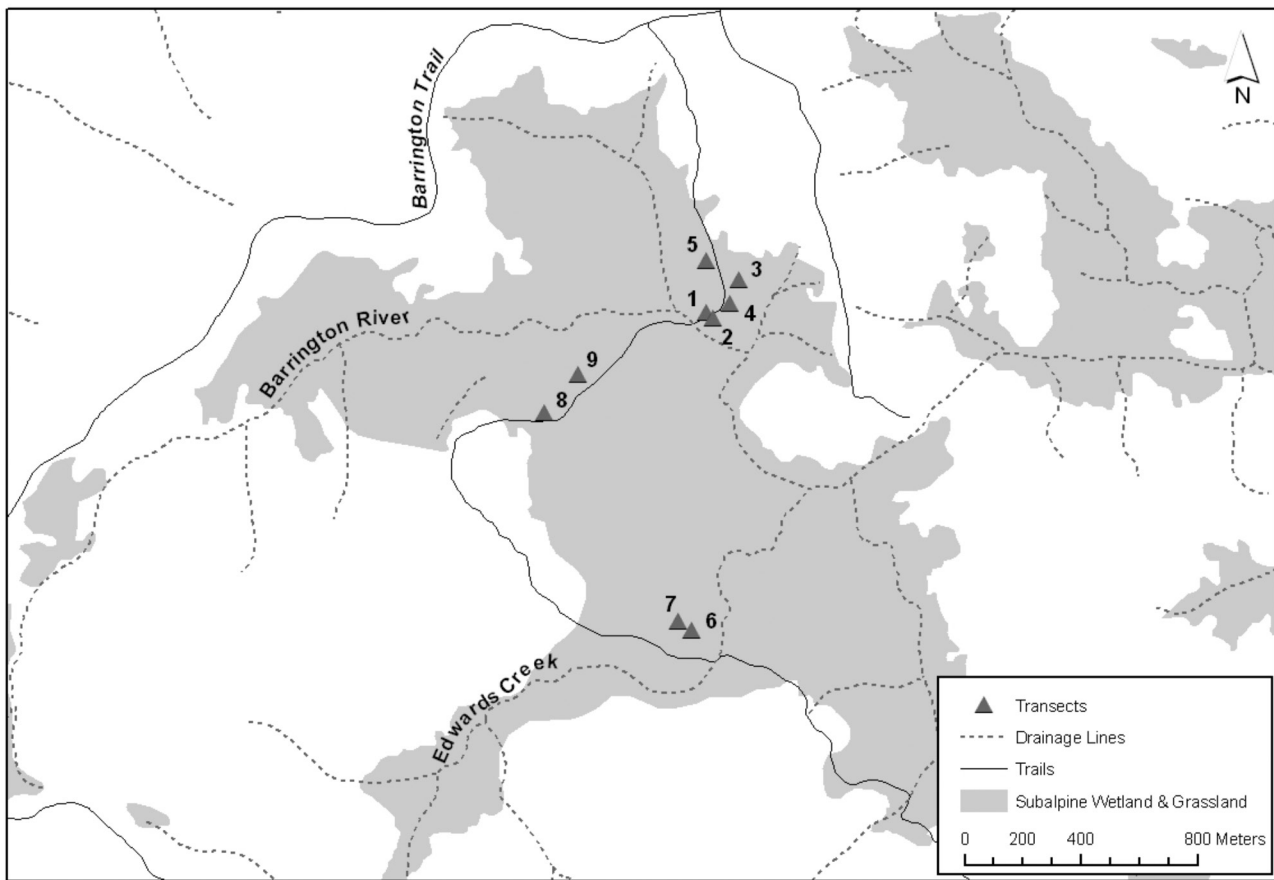 Barrington Trail
N
5
3
1
4
2
Barrington River
9
8
7
6
Edwards Creek
Transects
Drainage Lines
Trails
Subalpine Wetland & Grassland
0 200 400 800 Meters